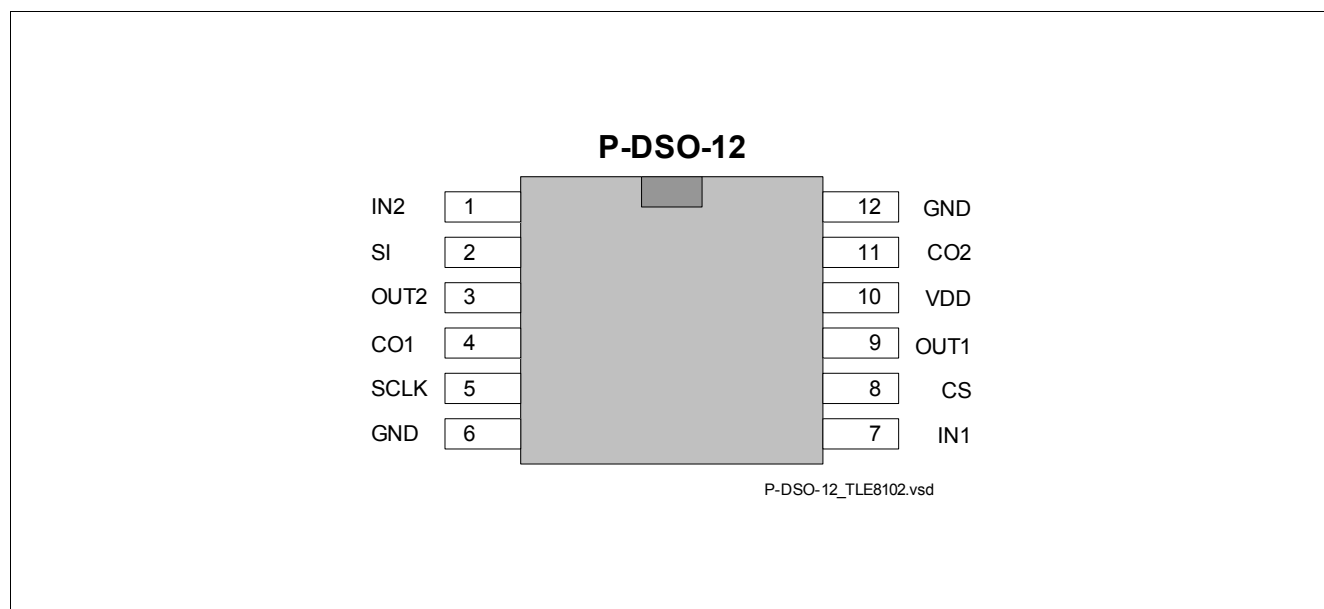 P-DSO-12
IN2 1 12 GND
SI 2 11 CO2
OUT2 3 10 VDD
CO1 4 9 OUT1
SCLK 5 8 CS
GND 6 7 IN1
P-DSO-12_TLE8102.vsd